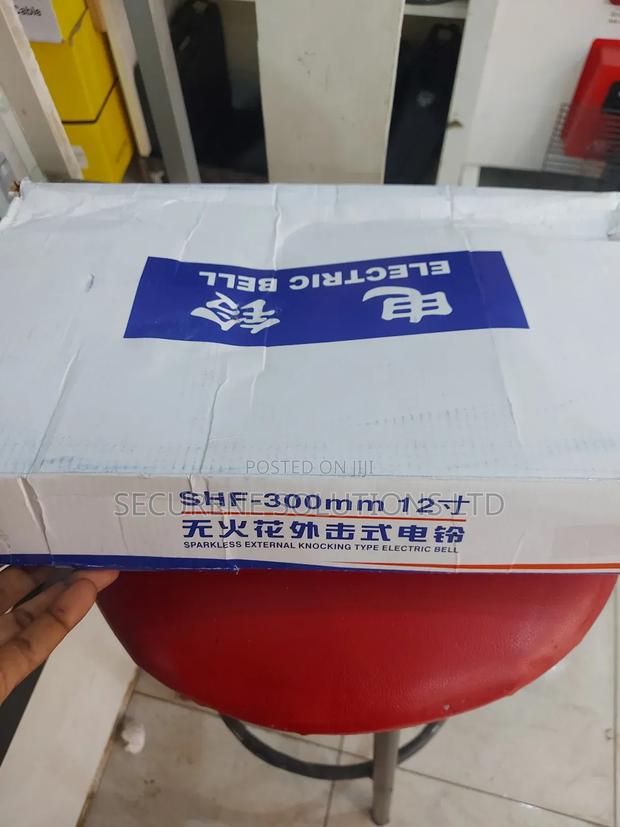 Cable
电铃
ELECTRIC BELL
POSTED ON JIJI
SHF-300mm 12寸
无火花外击式电铃
SPARKLESS EXTERNAL KNOCKING TYPE ELECTRIC BELL